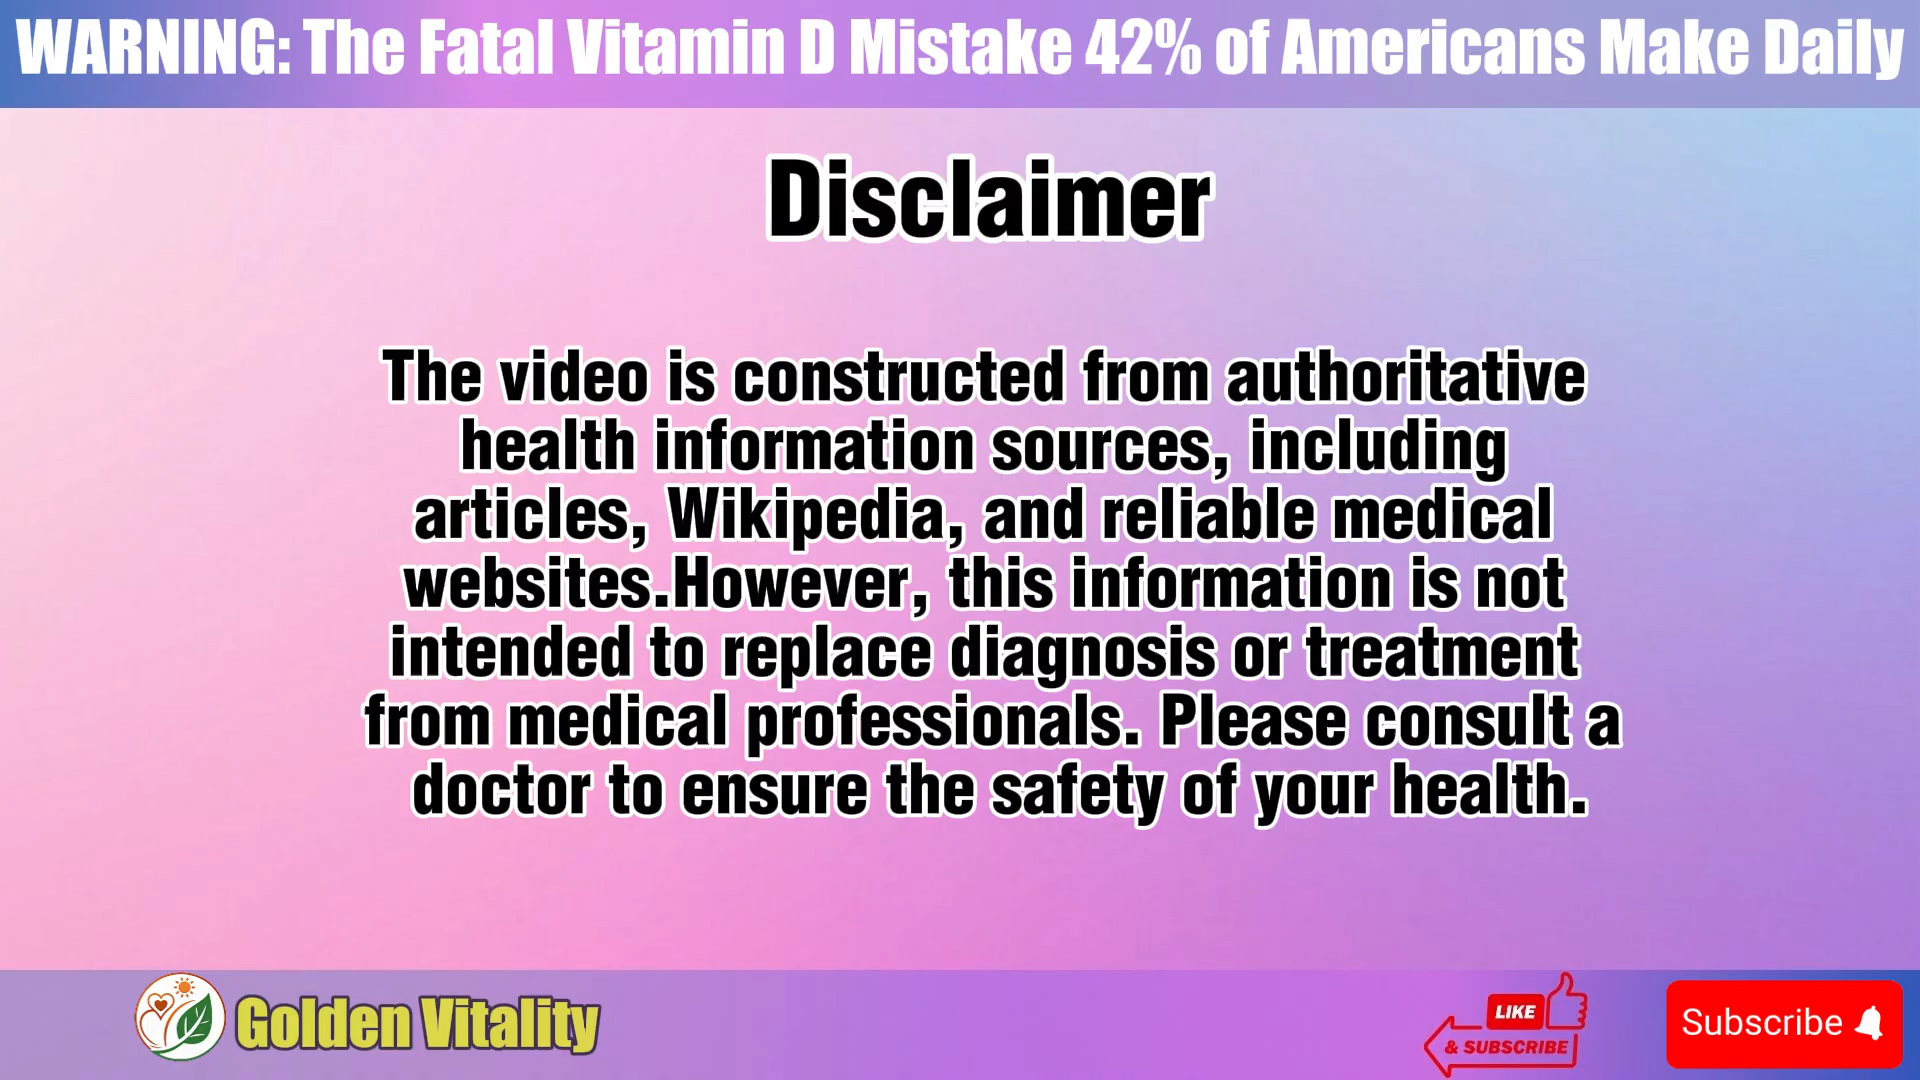 WARNING: The Fatal Vitamin D Mistake 42% of Americans Make Daily
Disclaimer
The video is constructed from authoritative
health information sources, including
articles, Wikipedia, and reliable medical
websites.However, this information is not
intended to replace diagnosis or treatment
from medical professionals. Please consult a
doctor to ensure the safety of your health.
Golden Vitality
LIKE
& SUBSCRIBE
Subscribe